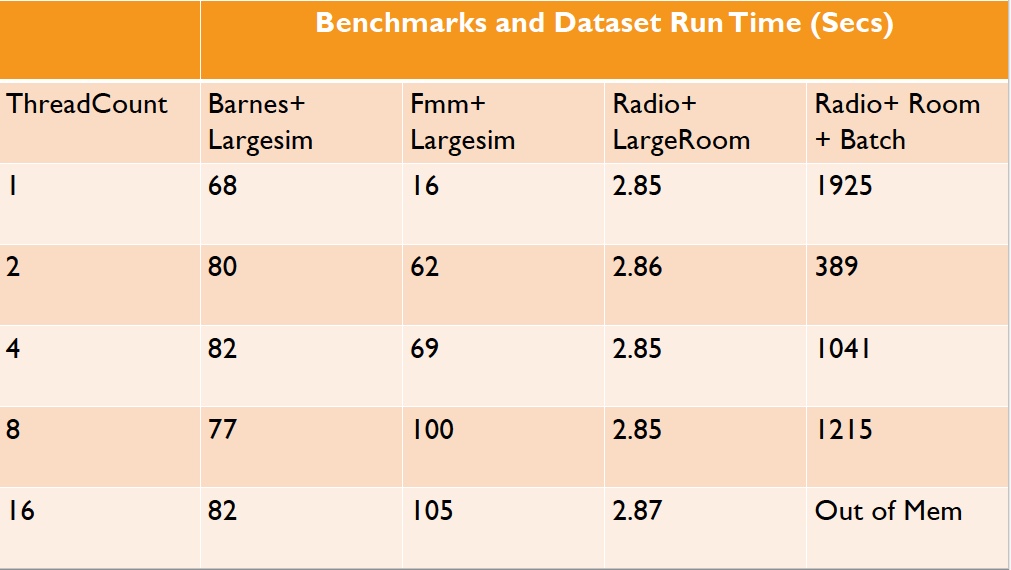 Benchmarks and Dataset Run Time (Secs)
ThreadCount Barnes+ Fmm+ Radio+ Radio+ Room
Largesim Largesim LargeRoom + Batch
1 68 16 2.85 1925
2 80 62 2.86 389
4 82 69 2.85 1041
8 77 100 2.85 1215
16 82 105 2.87 Out of Mem